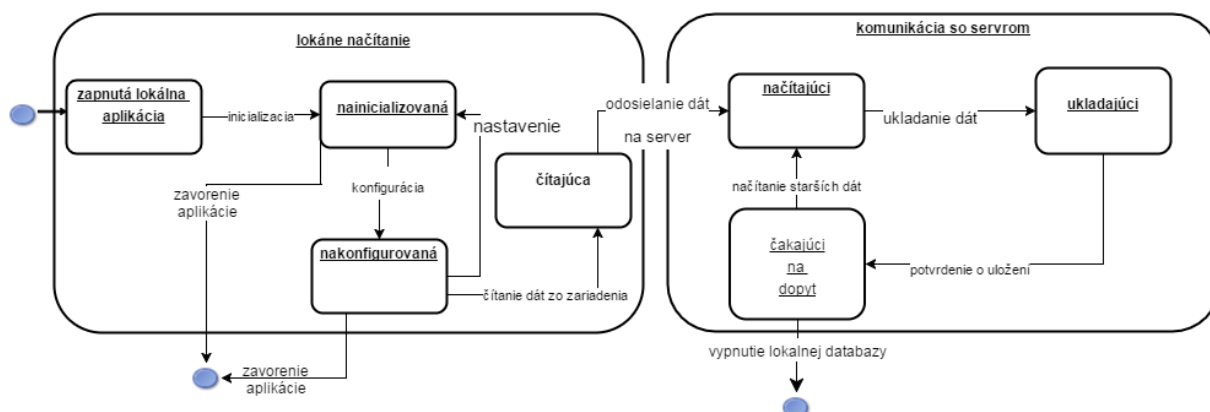 lokáne načítanie
zapnutá lokálna
aplikácia
inicializacia
nainicializovaná
nastavenie
konfigurácia
zavorenie
aplikácie
nakonfigurovaná
čítanie dát zo zariadenia
čítajúca
zavorenie
aplikácie
odosielanie dát
na server
komunikácia so servrom
načítajúci
ukladanie dát
ukladajúci
načítanie starších dát
čakajúci
na
dopyt
potvrdenie o uložení
vypnutie lokalnej databazy